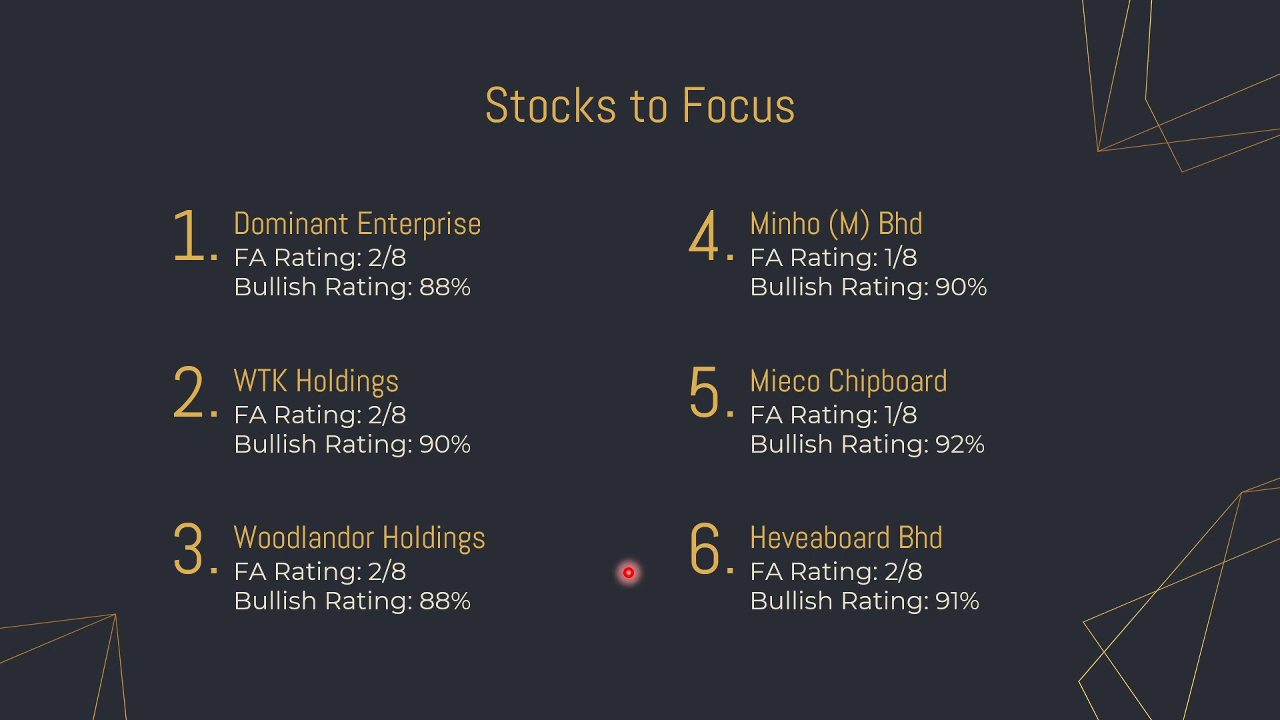 Stocks to Focus
1.
Dominant Enterprise
FA Rating: 2/8
Bullish Rating: 88%
2.
WTK Holdings
FA Rating: 2/8
Bullish Rating: 90%
3.
Woodlandor Holdings
FA Rating: 2/8
Bullish Rating: 88%
4.
Minho (M) Bhd
FA Rating: 1/8
Bullish Rating: 90%
5.
Mieco Chipboard
FA Rating: 1/8
Bullish Rating: 92%
6.
Heveaboard Bhd
FA Rating: 2/8
Bullish Rating: 91%